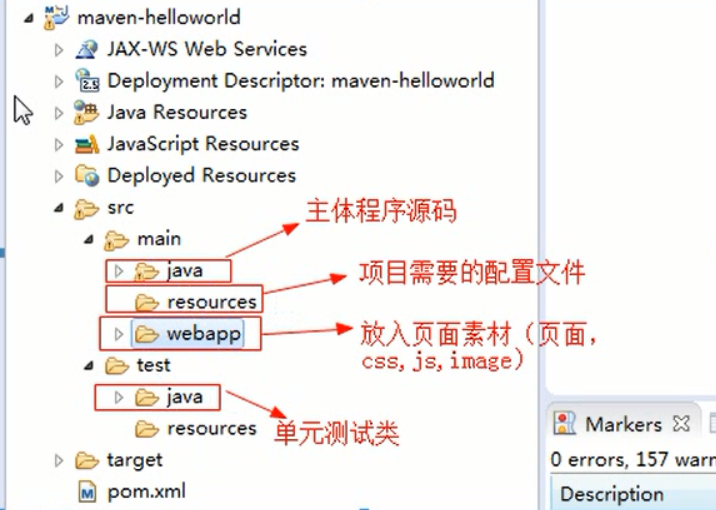 maven-helloworld
JAX-WS Web Services
2.5 Deployment Descriptor: maven-helloworld
Java Resources
JavaScript Resources
Deployed Resources
src
主体程序源码
main
java
项目需要的配置文件
resources
webapp
放入页面素材（页面，
css,js,image）
test
java
单元测试类
resources
target
pom.xml
Markers
0 errors, 157 warn
Description